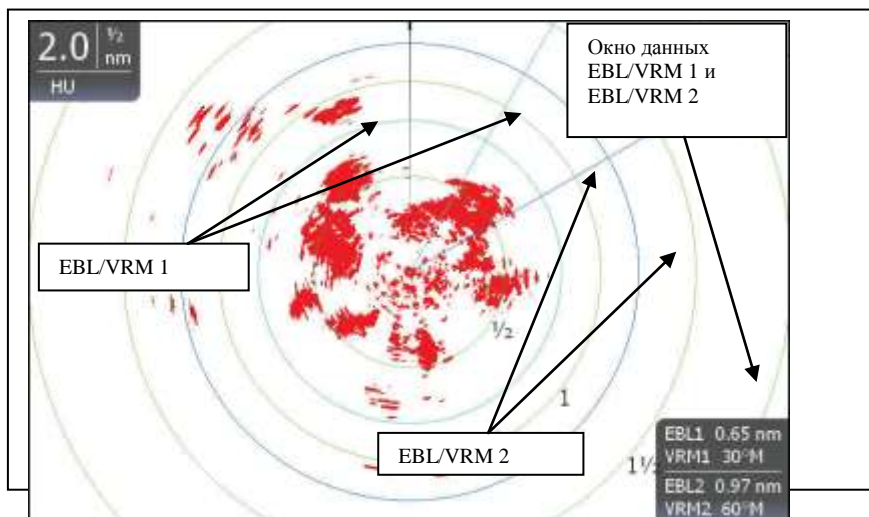 2.0 ½ nm
HU
Окно данных
EBL/VRM 1 и
EBL/VRM 2
EBL/VRM 1
½
1
EBL/VRM 2
1½
EBL1 0.65 nm
VRM1 30°M
EBL2 0.97 nm
VRM2 60°M